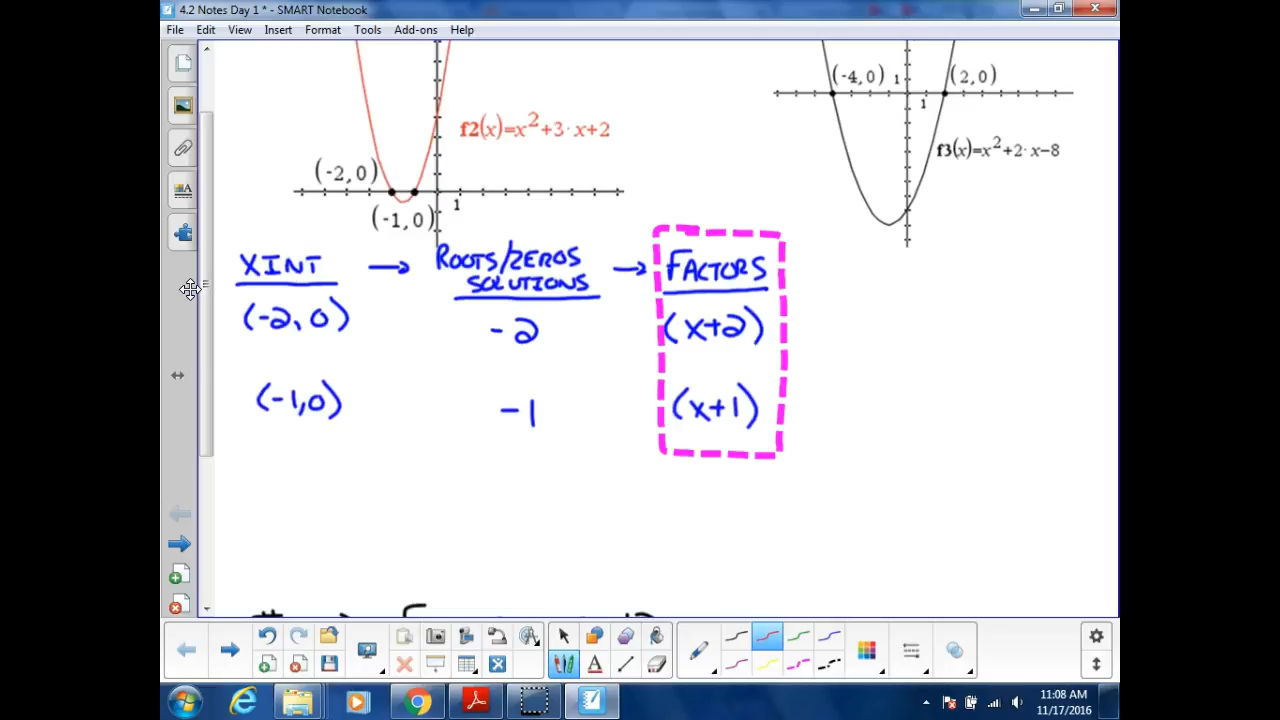 4.2 Notes Day 1 * - SMART Notebook
File Edit View Insert Format Tools Add-ons Help
(-4,0) 1 (2,0)
1
f2(x)=x²+3·x+2
f3(x)=x²+2·x-8
(-2,0)
1
(-1,0)
XINT → ROOTS/ZEROS → FACTORS
SOLUTIONS
(-2,0) -2 (x+2)
(-1,0) -1 (x+1)
11:08 AM
11/17/2016